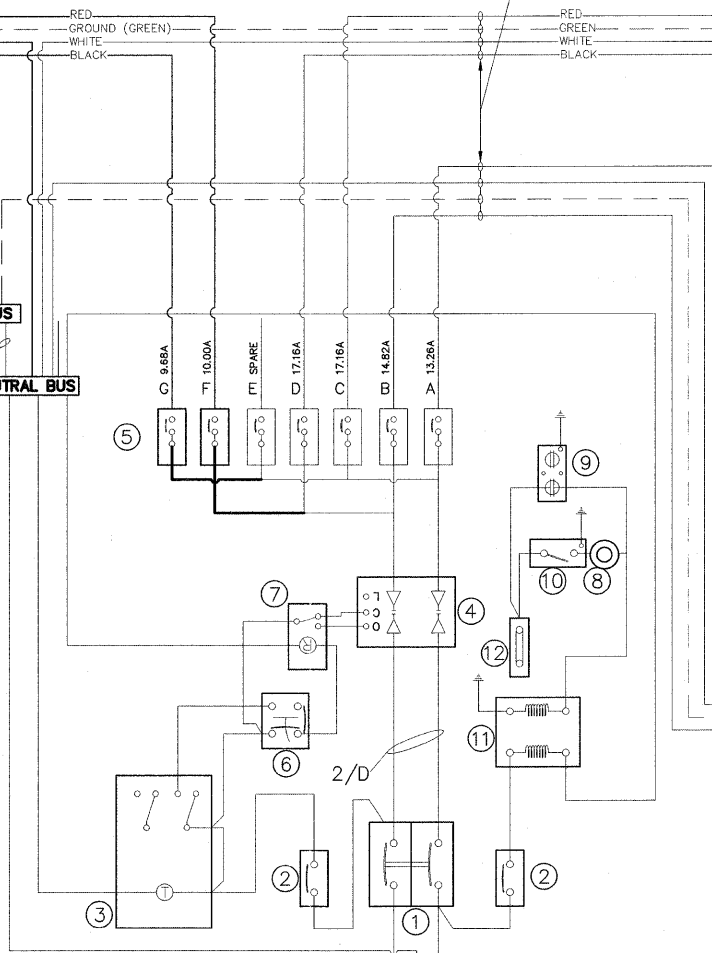 RED
RED
GROUND (GREEN)
GREEN
WHITE
WHITE
BLACK
BLACK
US
UTRAL BUS
9.68A
10.00A
SPARE
17.16A
17.16A
14.82A
13.26A
G
F
E
D
C
B
A
5
9
10
8
7
L
C
O
4
R
12
11
6
2/D
T
3
2
1
2